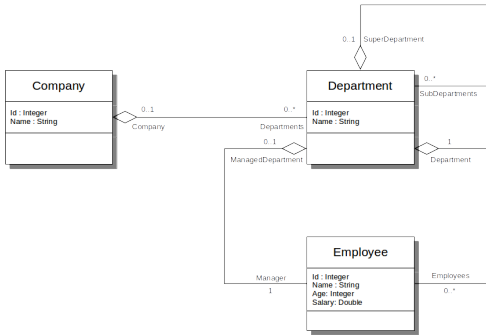 0..1 SuperDepartment
Company
Id : Integer
Name : String
0..1
Company
0..*
Departments
Department
Id : Integer
Name : String
0..*
SubDepartments
0..1
ManagedDepartment
1
Department
Manager
1
Employee
Id : Integer
Name : String
Age: Integer
Salary: Double
Employees
0..*